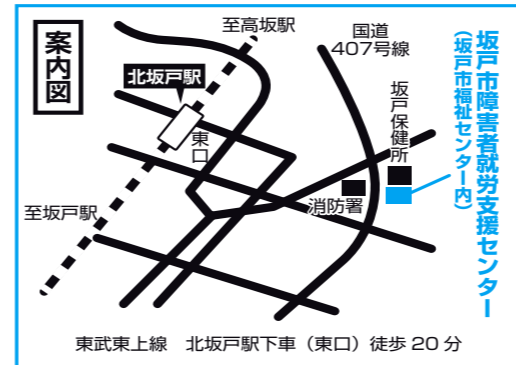 案内図
至高坂駅
国道
407号線
北坂戸駅
東口
坂戸保健所
消防署
至坂戸駅
坂戸市障害者就労支援センター
(坂戸市福祉センター内)
東武東上線　北坂戸駅下車（東口）徒歩 20 分